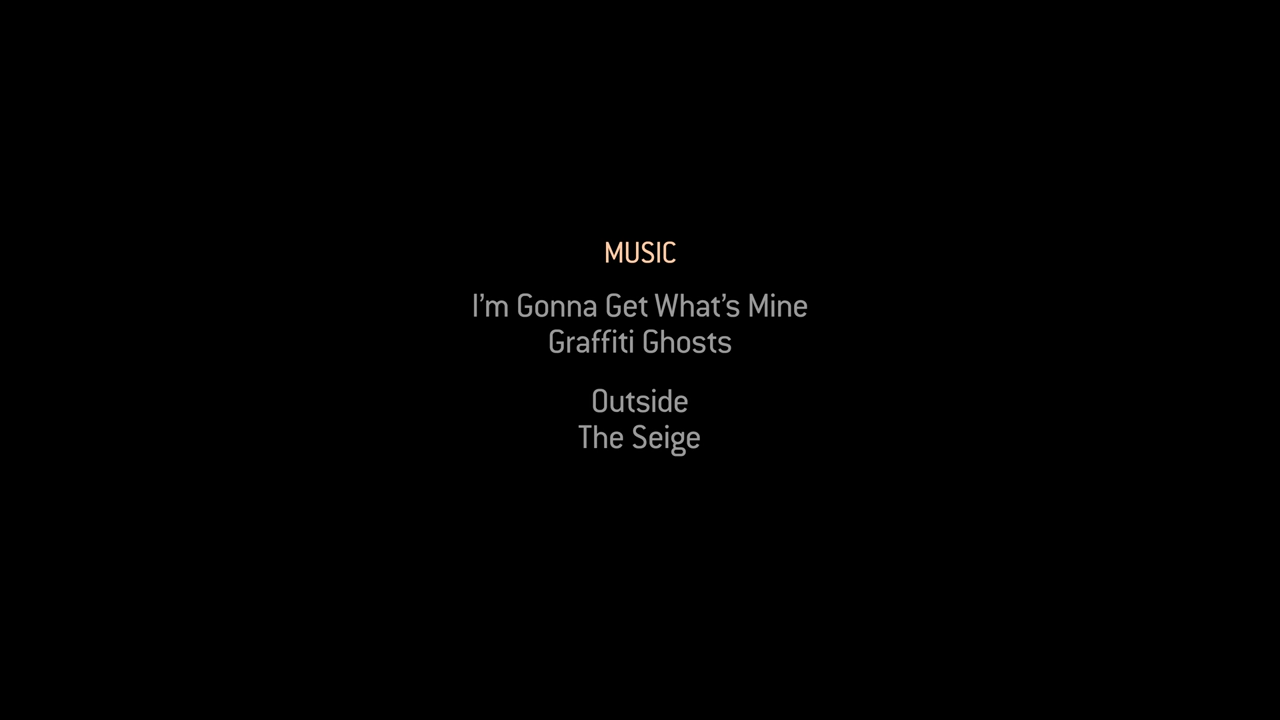 MUSIC
I'm Gonna Get What's Mine
Graffiti Ghosts
Outside
The Seige